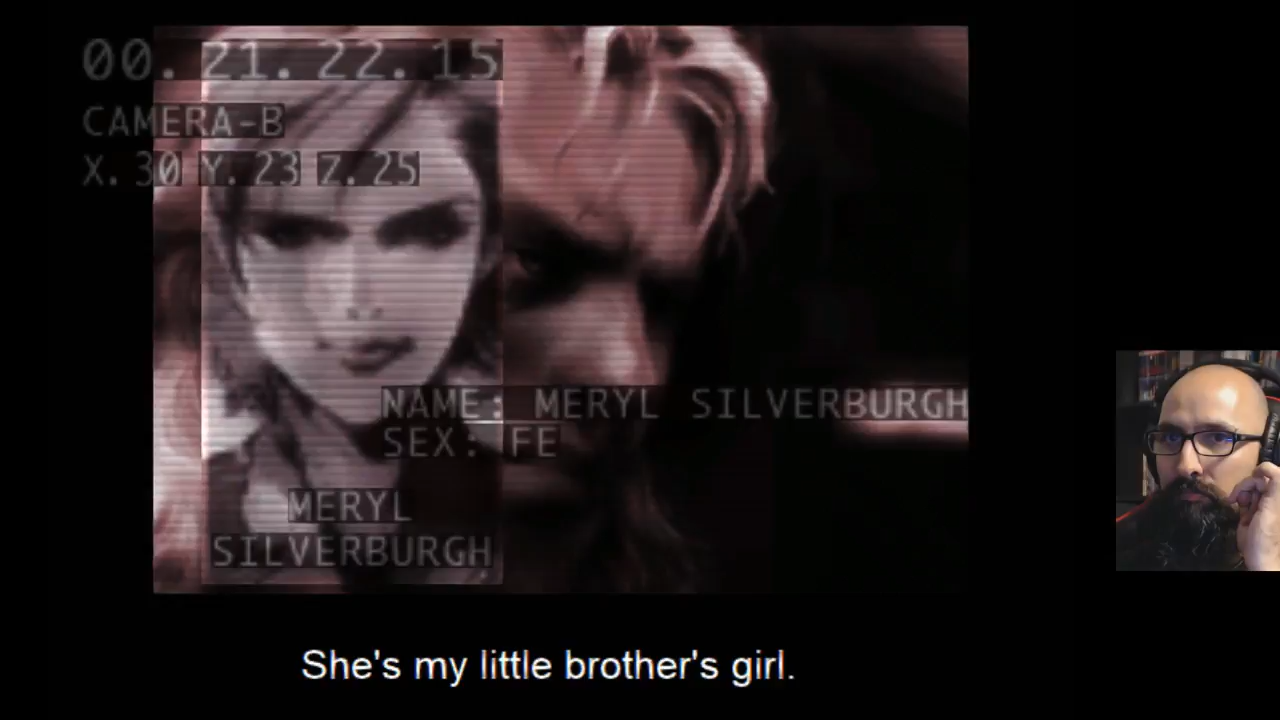 00.21.22.15
CAMERA-B
X.30 Y.23 Z.25
NAME: MERYL SILVERBURGH
SEX: FE
MERYL
SILVERBURGH
She's my little brother's girl.